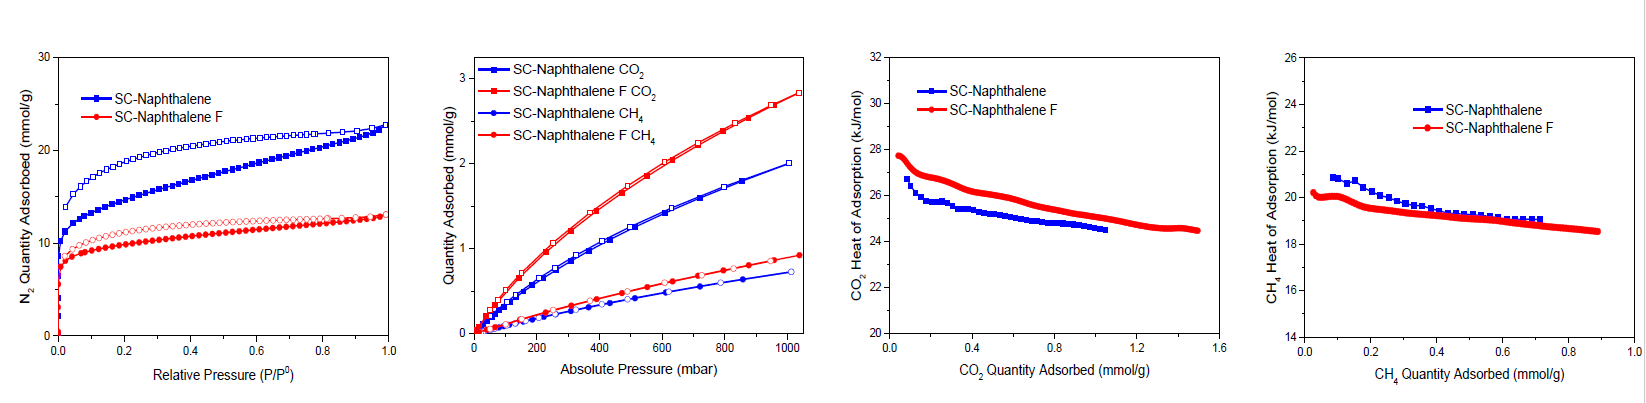 30
20
10
0
0.0 0.2 0.4 0.6 0.8 1.0
N2 Quantity Adsorboed (mmol/g)
Relative Pressure (P/P⁰)
SC-Naphthalene
SC-Naphthalene F
3
2
1
0
0 200 400 600 800 1000
Quantity Adsorbed (mmol/g)
Absolute Pressure (mbar)
SC-Naphthalene CO₂
SC-Naphthalene F CO₂
SC-Naphthalene CH₄
SC-Naphthalene F CH₄
32
30
28
26
24
22
20
0.0 0.4 0.8 1.2 1.6
CO₂ Heat of Adsorption (kJ/mol)
CO₂ Quantity Adsorbed (mmol/g)
SC-Naphthalene
SC-Naphthalene F
26
24
22
20
18
16
14
0.0 0.2 0.4 0.6 0.8 1.0
CH₄ Heat of Adsorption (kJ/mol)
CH₄ Quantity Adsorbed (mmol/g)
SC-Naphthalene
SC-Naphthalene F